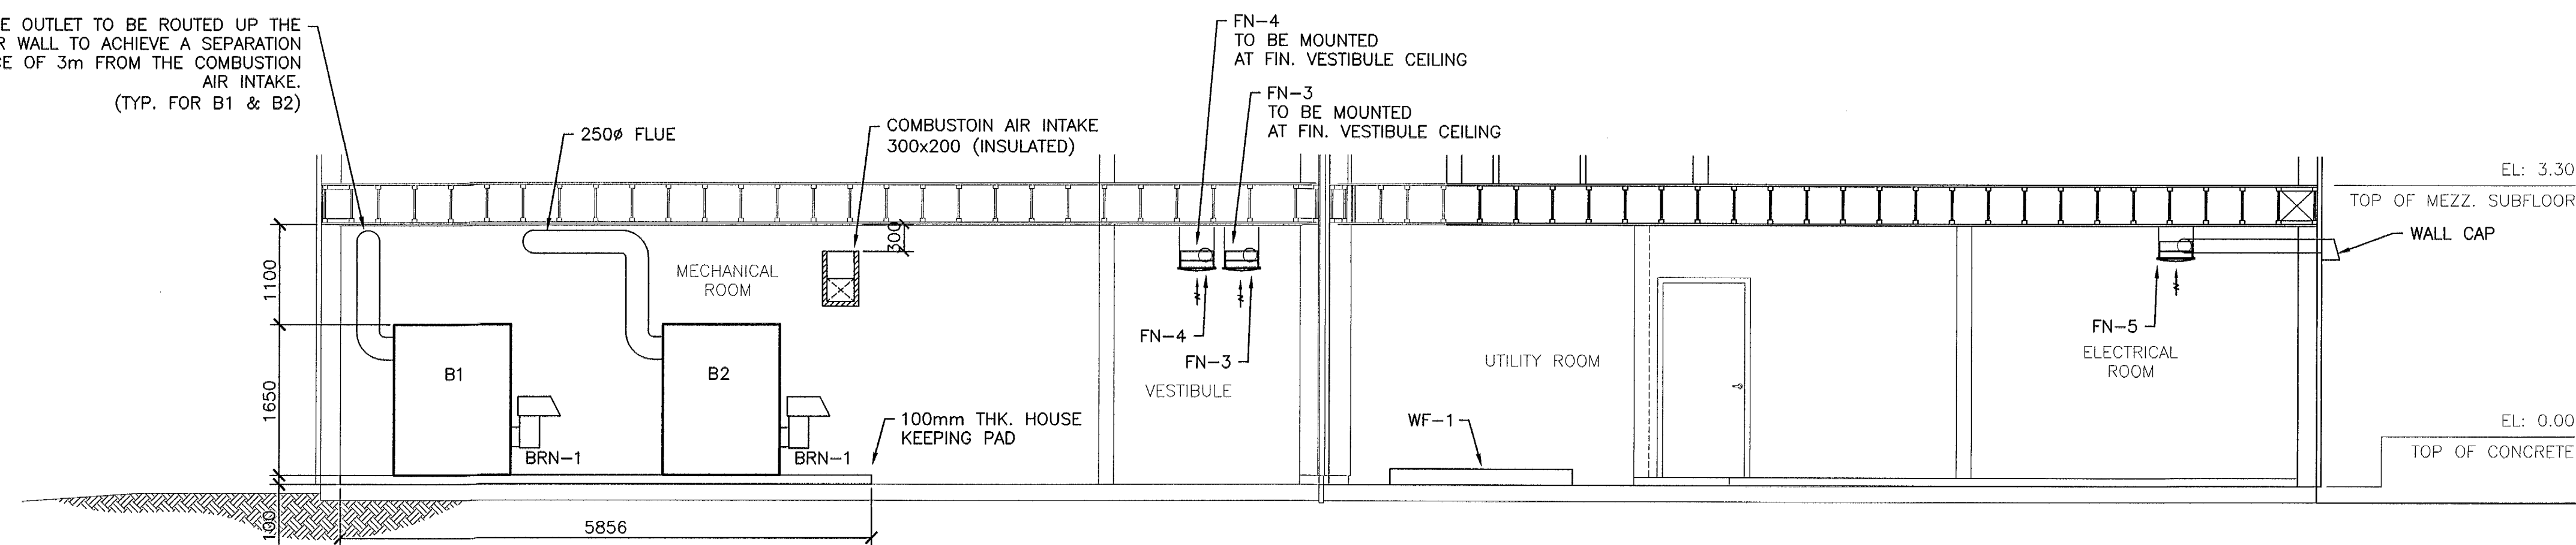 E OUTLET TO BE ROUTED UP THE
R WALL TO ACHIEVE A SEPARATION
CE OF 3m FROM THE COMBUSTION
AIR INTAKE.
(TYP. FOR B1 & B2)
250ø FLUE
COMBUSTOIN AIR INTAKE
300x200 (INSULATED)
FN-4
TO BE MOUNTED
AT FIN. VESTIBULE CEILING
FN-3
TO BE MOUNTED
AT FIN. VESTIBULE CEILING
EL: 3.30
TOP OF MEZZ. SUBFLOOR
WALL CAP
300
1100
MECHANICAL
ROOM
FN-4
FN-3
FN-5
ELECTRICAL
ROOM
UTILITY ROOM
VESTIBULE
B1
B2
1650
BRN-1
BRN-1
100mm THK. HOUSE
KEEPING PAD
WF-1
EL: 0.00
TOP OF CONCRETE
100
5856